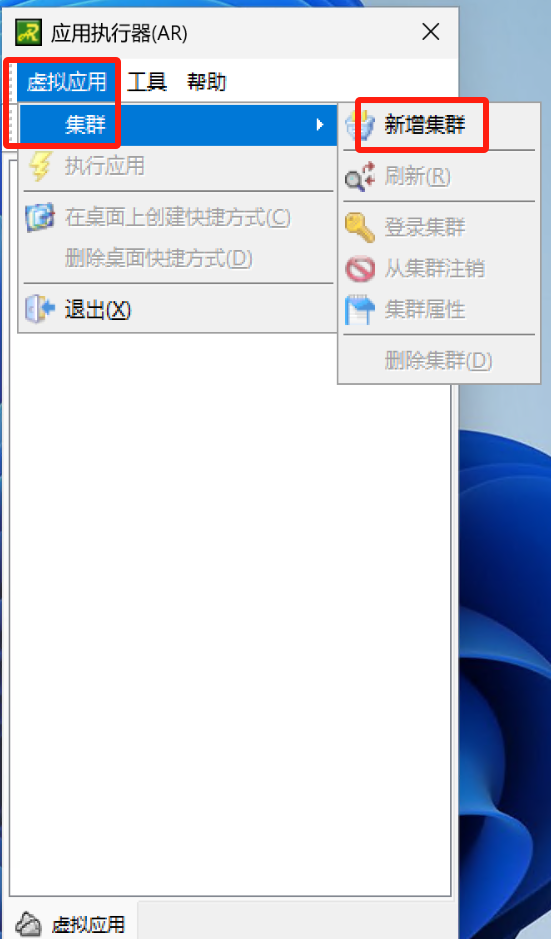 应用执行器(AR)
虚拟应用 工具 帮助
集群
执行应用
在桌面上创建快捷方式(C)
删除桌面快捷方式(D)
退出(X)
新增集群
刷新(R)
登录集群
从集群注销
集群属性
删除集群(D)
虚拟应用